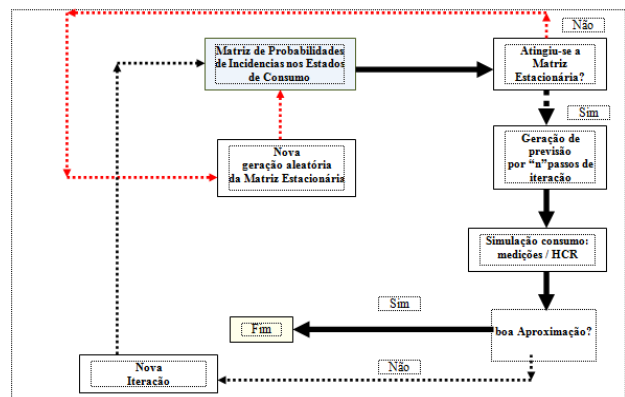 Não
Matriz de Probabilidades
de Incidencias nos Estados
de Consumo
Atingiu-se a
Matriz
Estacionária?
Sim
Nova
geração aleatória
da Matriz Estacionária
Geração de
previsão
por “n”passos de
iteração
Simulação consumo:
medições / HCR
Sim
Fim
boa Aproximação?
Não
Nova
Iteração